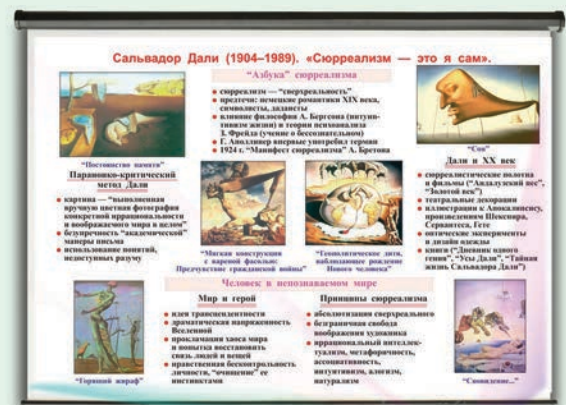 Сальвадор Дали (1904–1989). «Сюрреализм — это я сам».
“Азбука” сюрреализма
● сюрреализм — “сверхреальность”
● предтечи: немецкие романтики XIX века,
символисты, дадаисты
● влияние философии А. Бергсона (интуи-
тивизм жизни) и теории психоанализа
З. Фрейда (учение о бессознательном)
● Г. Аполлинер впервые употребил термин
● 1924 г. “Манифест сюрреализма” А. Бретона
“Постоянство памяти”
Параноико-критический
метод Дали
● картина — “выполненная
вручную цветная фотография
конкретной иррациональности
и воображаемого мира в целом”
● безупречность “академической”
манеры письма
● использование понятий,
недоступных разуму
“Мягкая конструкция
с вареной фасолью:
Предчувствие гражданской войны”
“Геополитическое дитя,
наблюдающее рождение
Нового человека”
“Сон”
Дали и XX век
● сюрреалистические полотна
и фильмы (“Андалузский пес”,
“Золотой век”)
● театральные декорации
● иллюстрации к Апокалипсису,
произведениям Шекспира,
Сервантеса, Гете
● оптические эксперименты
и дизайн одежды
● книги (“Дневник одного
гения”, “Усы Дали”, “Тайная
жизнь Сальвадора Дали”)
Человек в непознаваемом мире
Мир и герой
● идея трансцендентности
● драматическая напряженность
Вселенной
● прокламация хаоса мира
и попытка восстановить
связь людей и вещей
● нравственная бесконтрольность
личности, “очищение” ее
инстинктами
Принципы сюрреализма
● абсолютизация сверхреального
● безграничная свобода
воображения художника
● иррациональный интеллек-
туализм, метафоричность,
ассоциативность,
интуитивизм, алогизм,
натурализм
“Горящий жираф”
“Сновидение...”